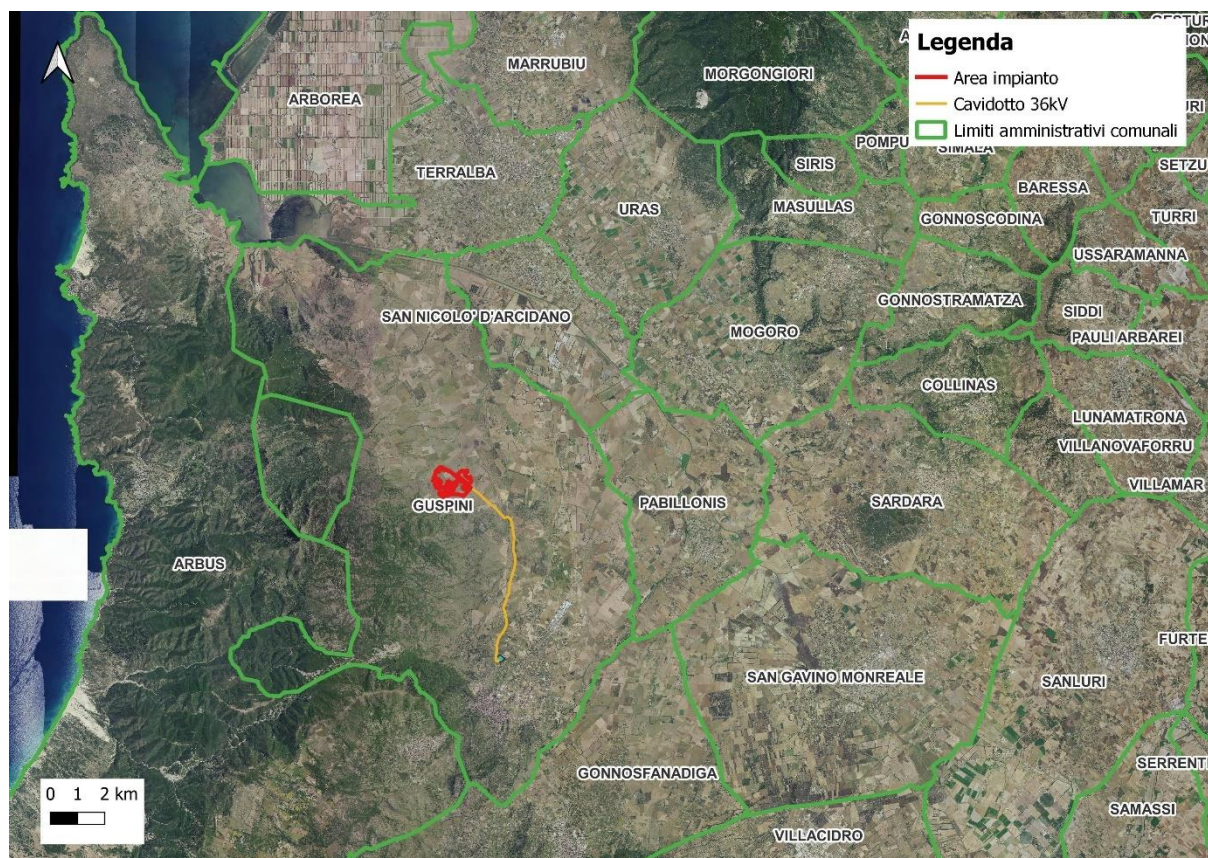 Legenda
Area impianto
Cavidotto 36kV
Limiti amministrativi comunali
MARRUBIU
MORGONGIORI
ARBOREA
POMPU
SIMALA
SIRIS
BARESSA
SETZU
TERRALBA
URAS
MASULLAS
GONNOSCODINA
TURRI
USSARAMANNA
GONNOSTRAMATZA
SAN NICOLO' D'ARCIDANO
SIDDI
MOGORO
PAULI ARBAREI
COLLINAS
LUNAMATRONA
VILLANOVAFORRU
VILLAMAR
GUSPINI
PABILLONIS
SARDARA
ARBUS
FURTE
SAN GAVINO MONREALE
SANLURI
GONNOSFANADIGA
SERRENTI
SAMASSI
VILLACIDRO
0 1 2 km